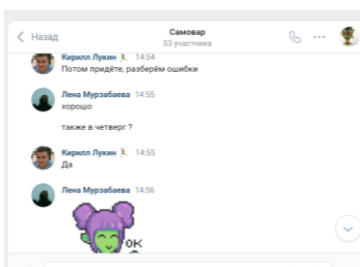 Назад
Самовар
53 участника
Кирилл Лукин 14:54
Потом придёте, разберём ошибки
Лена Мурзабаева 14:55
хорошо
также в четверг ?
Кирилл Лукин 14:55
Да
Лена Мурзабаева 14:56
OK